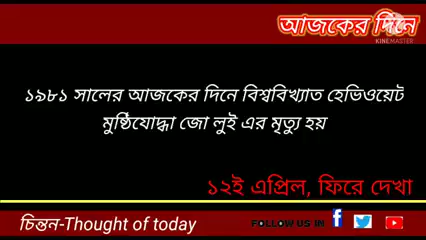 আজকের দিনে
KINEMASTER
১৯৮১ সালের আজকের দিনে বিশ্ববিখ্যাত হেভিওয়েট
মুষ্ঠিযোদ্ধা জো লুই এর মৃত্যু হয়
১২ই এপ্রিল, ফিরে দেখা
চিন্তন-Thought of today
FOLLOW US IN